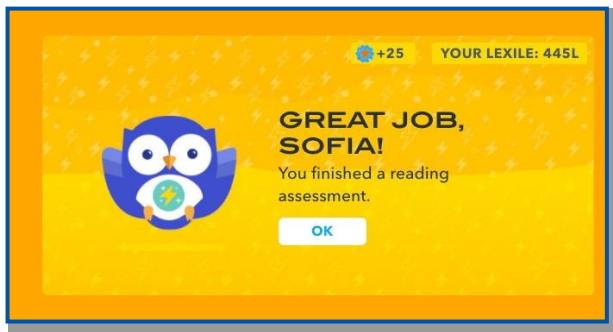 +25
YOUR LEXILE: 445L
GREAT JOB,
SOFIA!
You finished a reading
assessment.
OK